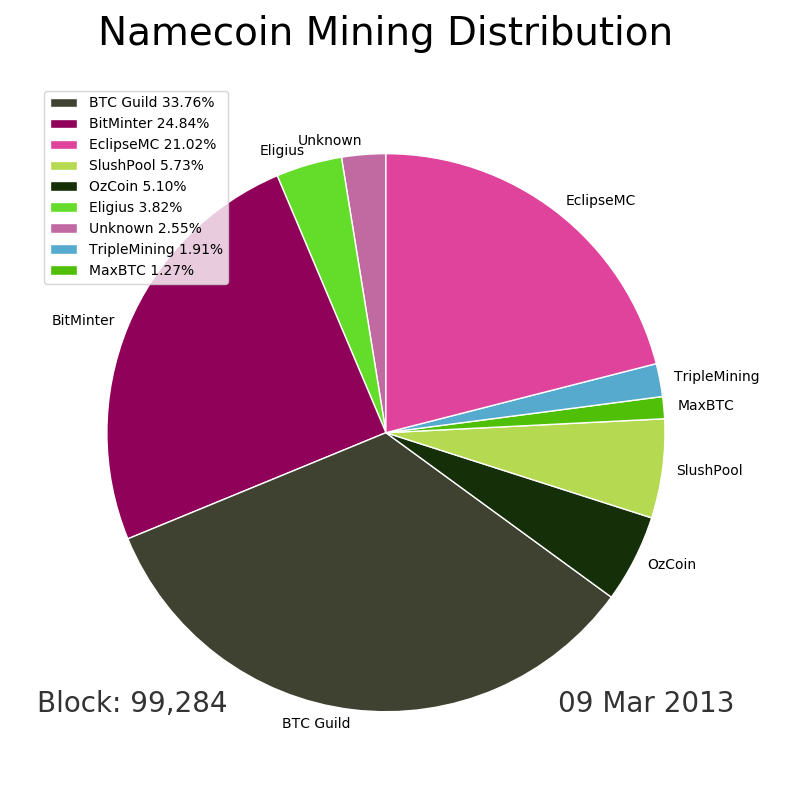 Namecoin Mining Distribution
BTC Guild 33.76%
BitMinter 24.84%
EclipseMC 21.02%
SlushPool 5.73%
OzCoin 5.10%
Eligius 3.82%
Unknown 2.55%
TripleMining 1.91%
MaxBTC 1.27%
Unknown
Eligius
EclipseMC
BitMinter
TripleMining
MaxBTC
SlushPool
OzCoin
BTC Guild
Block: 99,284
09 Mar 2013